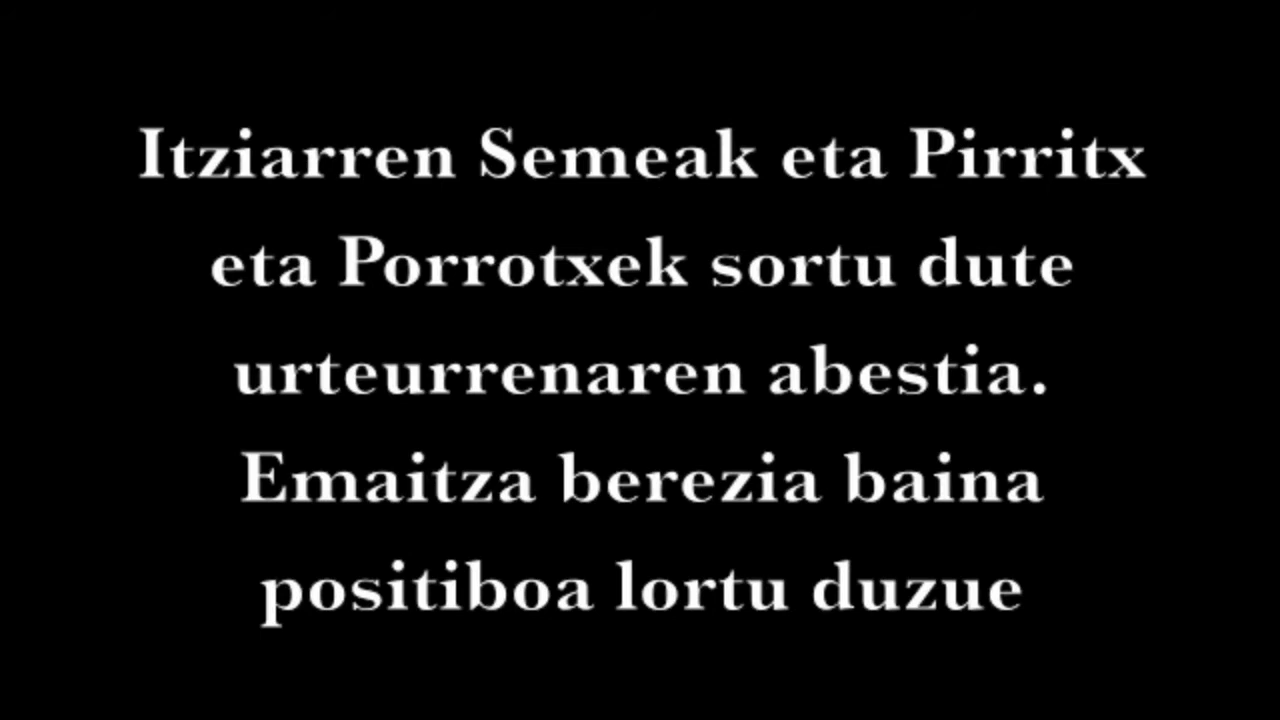 Itziarren Semeak eta Pirritx
eta Porrotxek sortu dute
urteurrenaren abestia.
Emaitza berezia baina
positiboa lortu duzue